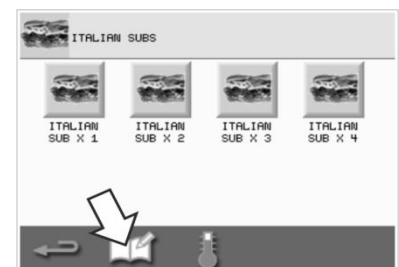 ITALIAN SUBS
ITALIAN SUB X 1
ITALIAN SUB X 2
ITALIAN SUB X 3
ITALIAN SUB X 4